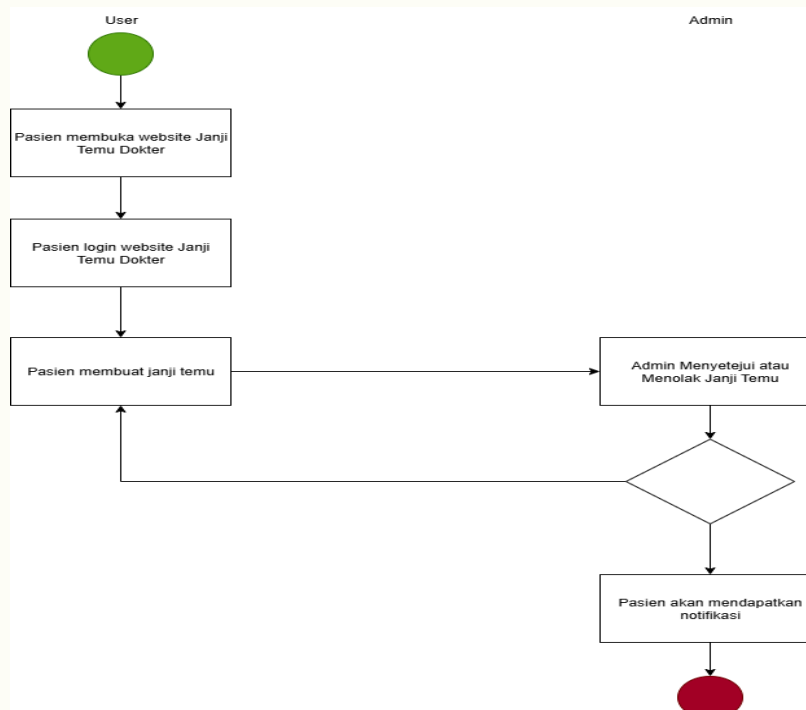 User
Admin
Pasien membuka website Janji
Temu Dokter
Pasien login website Janji
Temu Dokter
Pasien membuat janji temu
Admin Menyetejui atau
Menolak Janji Temu
Pasien akan mendapatkan
notifikasi